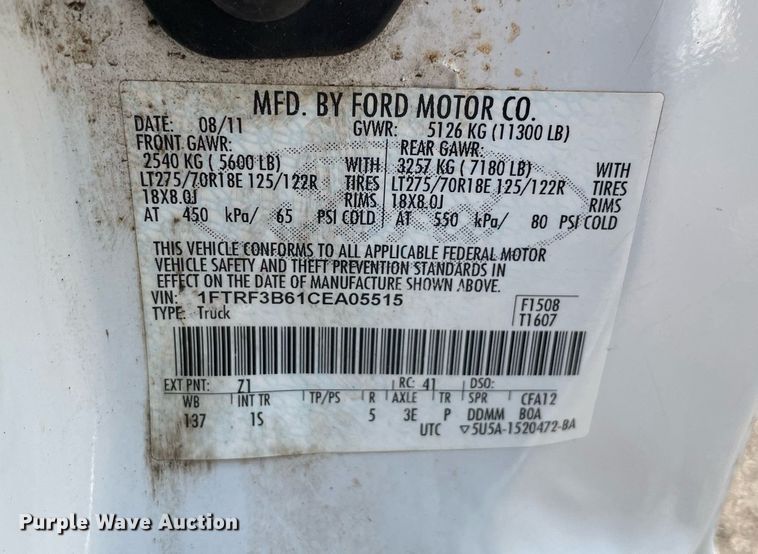 MFD. BY FORD MOTOR CO.
DATE: 08/11 GVWR: 5126 KG (11300 LB)
FRONT GAWR: REAR GAWR:
2540 KG ( 5600 LB) WITH 3257 KG ( 7180 LB) WITH
LT275/70R18E 125/122R TIRES LT275/70R18E 125/122R TIRES
18X8.0J RIMS 18X8.0J RIMS
AT 450 kPa/ 65 PSI COLD AT 550 kPa/ 80 PSI COLD
THIS VEHICLE CONFORMS TO ALL APPLICABLE FEDERAL MOTOR
VEHICLE SAFETY AND THEFT PREVENTION STANDARDS IN
EFFECT ON THE DATE OF MANUFACTURE SHOWN ABOVE.
VIN: 1FTRF3B61CEA05515
TYPE: Truck
F1508
T1607
EXT PNT: Z1 RC: 41 DSO:
WB INT TR TP/PS R AXLE TR SPR CFA12
137 1S 5 3E P DDMM BOA
UTC ▽5U5A-1520472-BA
Purple Wave Auction